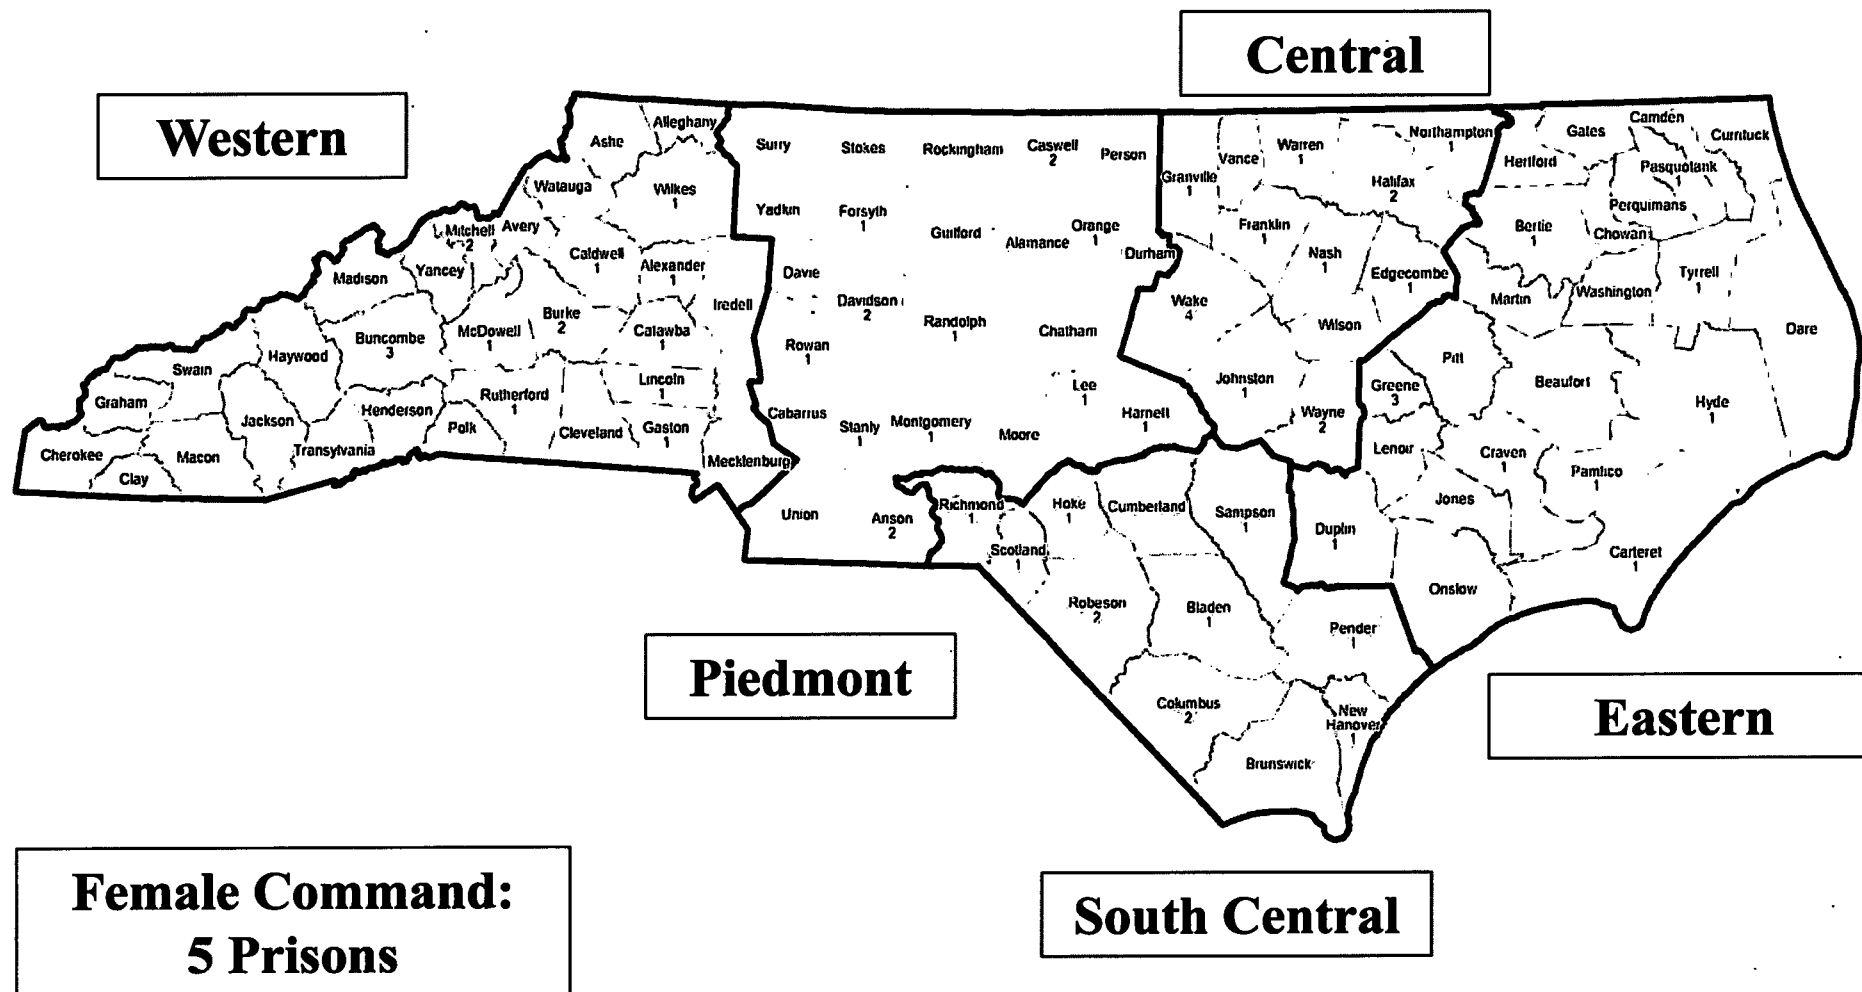 Central
Western
Eastern
Piedmont
South Central
Female Command:
5 Prisons
Ashe
Alleghany
Watauga
Wilkes
1
Mitchell
2
Avery
Caldwell
1
Alexander
1
Iredell
Madison
Yancey
Buncombe
3
McDowell
1
Burke
2
Catawba
1
Swain
Haywood
Graham
Jackson
Henderson
Rutherford
1
Lincoln
1
Cherokee
Clay
Macon
Transylvania
Polk
Cleveland
Gaston
1
Mecklenburg
Surry
Stokes
Rockingham
Caswell
2
Person
Yadkin
Forsyth
1
Guilford
Alamance
Orange
1
Durham
Davie
Davidson
2
Randolph
1
Chatham
Rowan
1
Lee
1
Cabarrus
Stanly
1
Montgomery
1
Moore
Harnett
1
Union
Anson
2
Granville
1
Vance
Warren
1
Northampton
1
Halifax
2
Franklin
1
Nash
1
Edgecombe
1
Wake
4
Wilson
Johnston
1
Wayne
2
Gates
Camden
Currituck
Hertford
Pasquotank
1
Perquimans
Bertie
1
Chowan
Martin
Washington
Tyrrell
1
Dare
Pitt
Greene
3
Beaufort
Hyde
1
Lenoir
Craven
1
Pamlico
1
Jones
Duplin
1
Onslow
Carteret
1
Richmond
1
Scotland
1
Hoke
1
Cumberland
Sampson
1
Robeson
2
Bladen
1
Pender
1
Columbus
2
New
Hanover
1
Brunswick